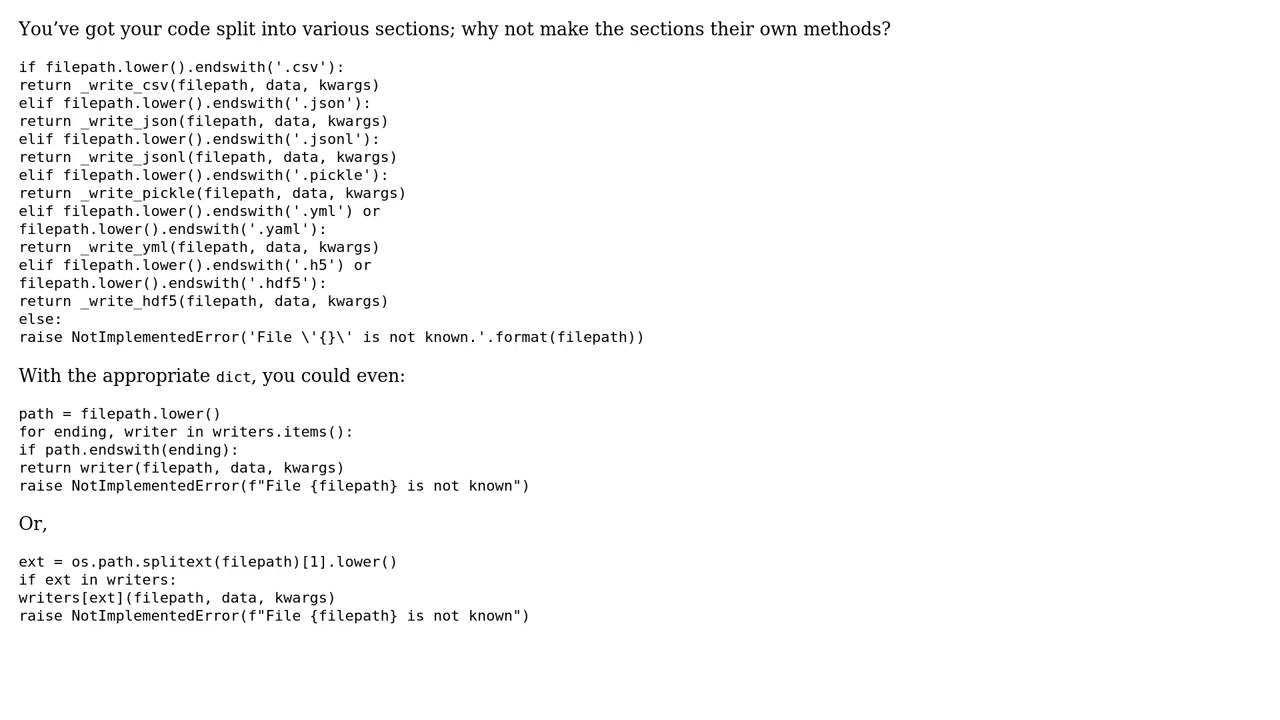 You’ve got your code split into various sections; why not make the sections their own methods?
if filepath.lower().endswith('.csv'):
return _write_csv(filepath, data, kwargs)
elif filepath.lower().endswith('.json'):
return _write_json(filepath, data, kwargs)
elif filepath.lower().endswith('.jsonl'):
return _write_jsonl(filepath, data, kwargs)
elif filepath.lower().endswith('.pickle'):
return _write_pickle(filepath, data, kwargs)
elif filepath.lower().endswith('.yml') or
filepath.lower().endswith('.yaml'):
return _write_yml(filepath, data, kwargs)
elif filepath.lower().endswith('.h5') or
filepath.lower().endswith('.hdf5'):
return _write_hdf5(filepath, data, kwargs)
else:
raise NotImplementedError('File \'{}\' is not known.'.format(filepath))
With the appropriate dict, you could even:
path = filepath.lower()
for ending, writer in writers.items():
if path.endswith(ending):
return writer(filepath, data, kwargs)
raise NotImplementedError(f"File {filepath} is not known")
Or,
ext = os.path.splitext(filepath)[1].lower()
if ext in writers:
writers[ext](filepath, data, kwargs)
raise NotImplementedError(f"File {filepath} is not known")